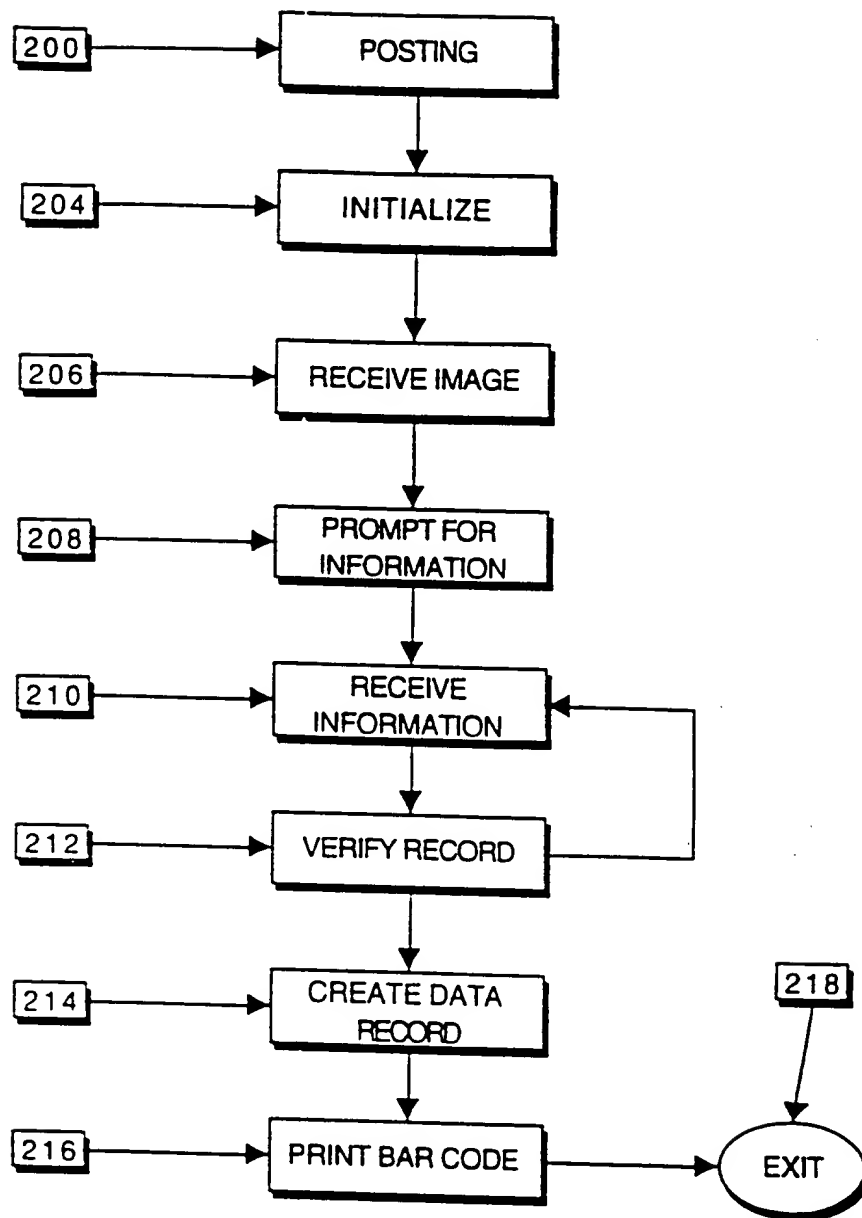 200
POSTING
204
INITIALIZE
206
RECEIVE IMAGE
208
PROMPT FOR
INFORMATION
210
RECEIVE
INFORMATION
212
VERIFY RECORD
214
CREATE DATA
RECORD
218
216
PRINT BAR CODE
EXIT